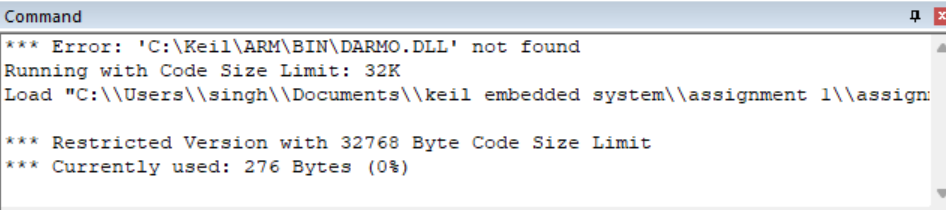 Command
*** Error: 'C:\Keil\ARM\BIN\DARMO.DLL' not found
Running with Code Size Limit: 32K
Load "C:\\Users\\singh\\Documents\\keil embedded system\\assignment 1\\assign
*** Restricted Version with 32768 Byte Code Size Limit
*** Currently used: 276 Bytes (0%)